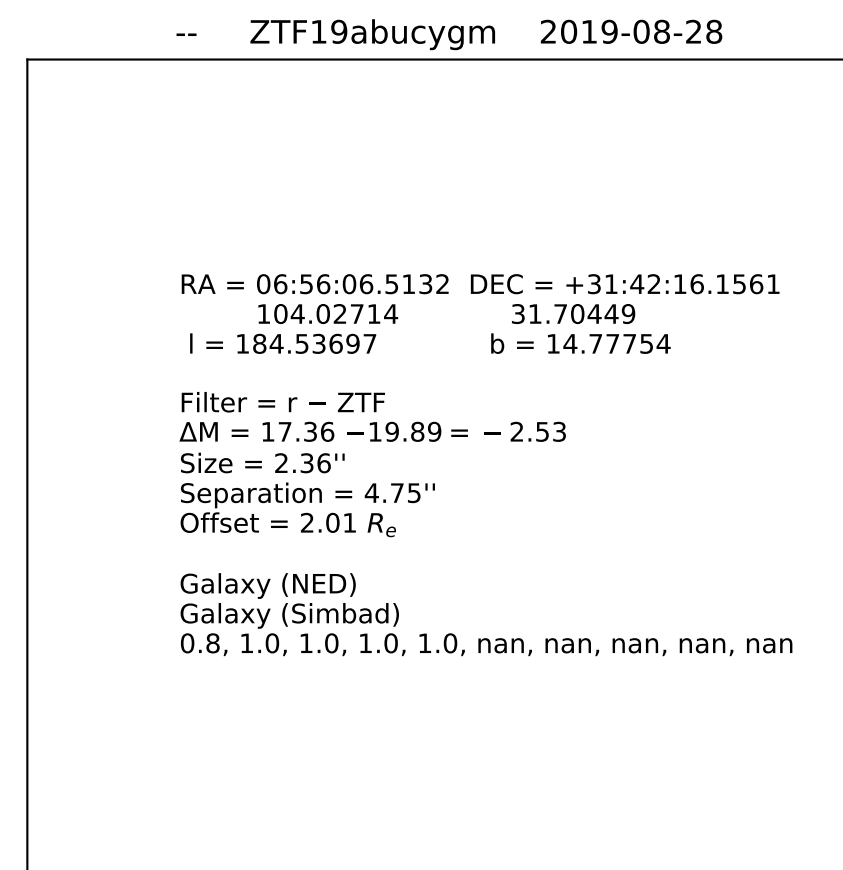 -- ZTF19abucygm 2019-08-28
RA = 06:56:06.5132 DEC = +31:42:16.1561
104.02714 31.70449
l = 184.53697 b = 14.77754
Filter = r − ZTF
ΔM = 17.36 −19.89 = − 2.53
Size = 2.36''
Separation = 4.75''
Offset = 2.01 Rₑ
Galaxy (NED)
Galaxy (Simbad)
0.8, 1.0, 1.0, 1.0, 1.0, nan, nan, nan, nan, nan